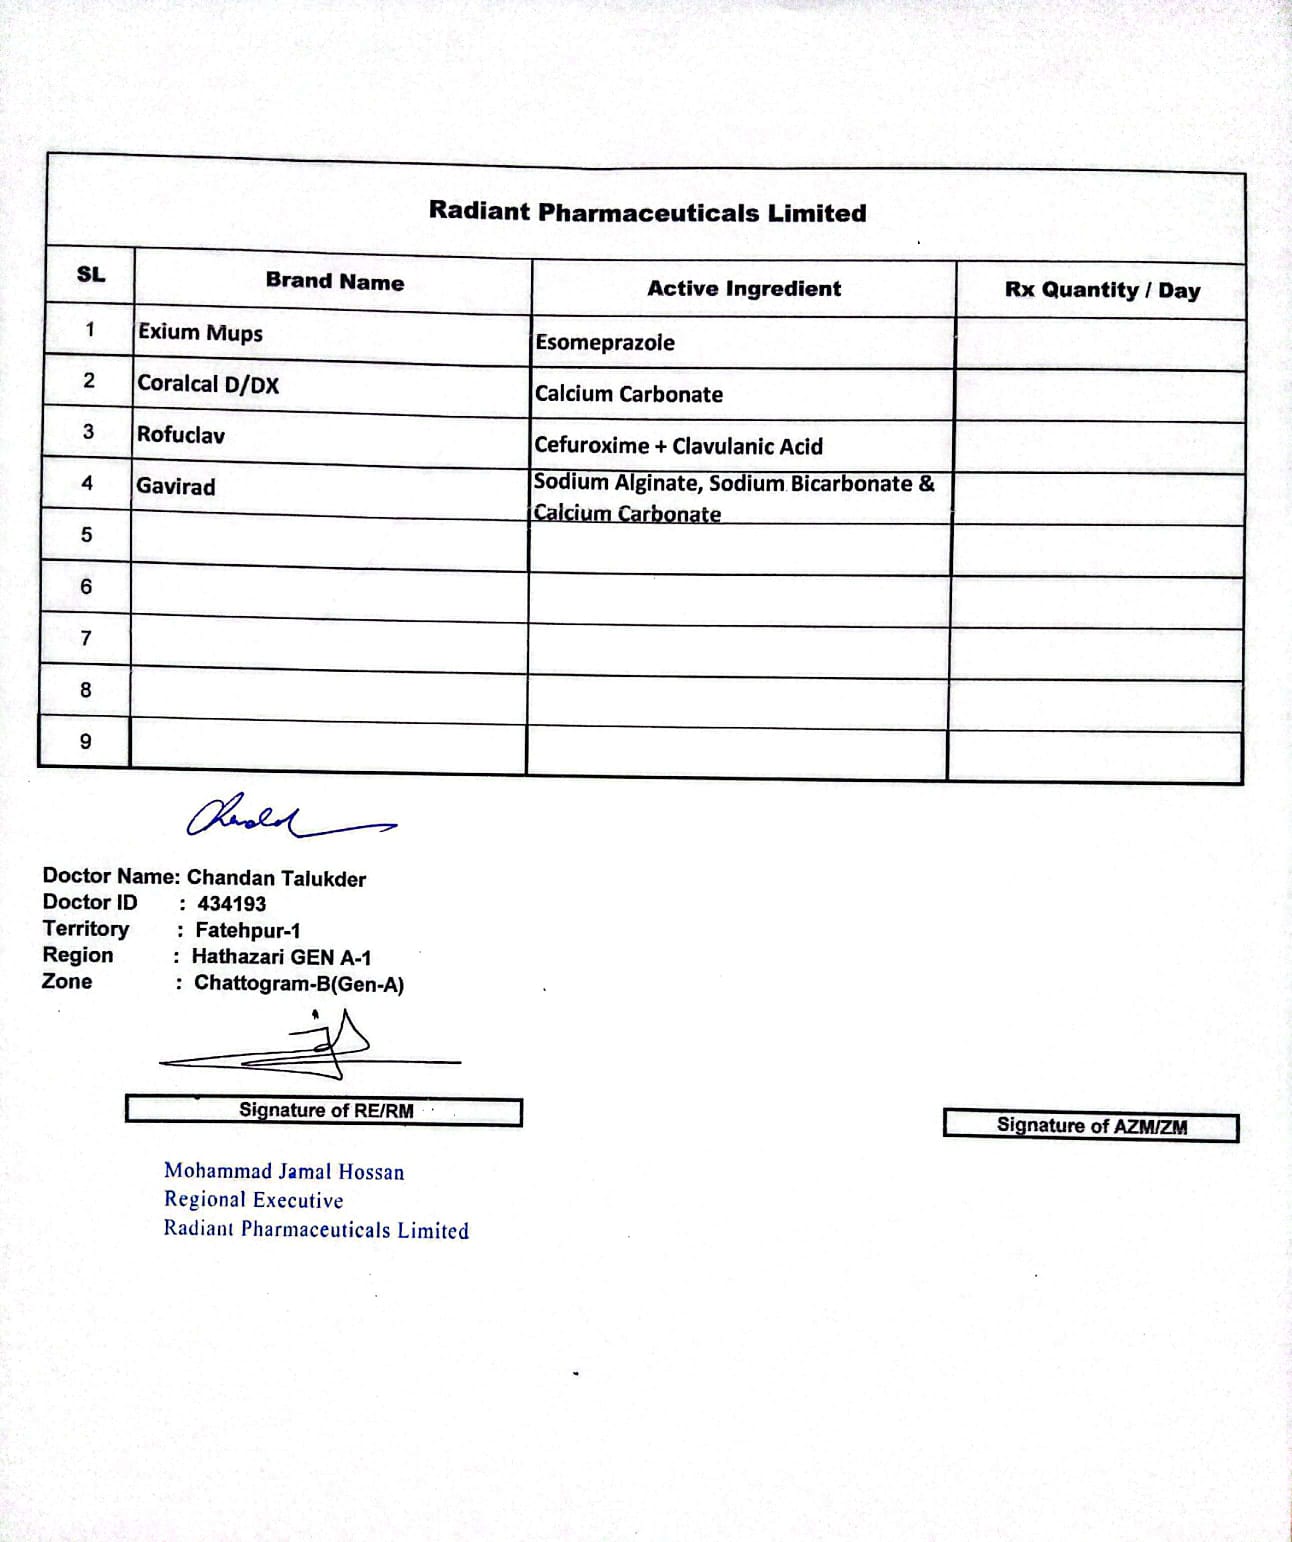 Radiant Pharmaceuticals Limited
SL Brand Name Active Ingredient Rx Quantity / Day
1 Exium Mups Esomeprazole
2 Coralcal D/DX Calcium Carbonate
3 Rofuclav Cefuroxime + Clavulanic Acid
4 Gavirad Sodium Alginate, Sodium Bicarbonate &
Calcium Carbonate
5
6
7
8
9
Doctor Name: Chandan Talukder
Doctor ID : 434193
Territory : Fatehpur-1
Region : Hathazari GEN A-1
Zone : Chattogram-B(Gen-A)
Signature of RE/RM
Signature of AZM/ZM
Mohammad Jamal Hossan
Regional Executive
Radiant Pharmaceuticals Limited